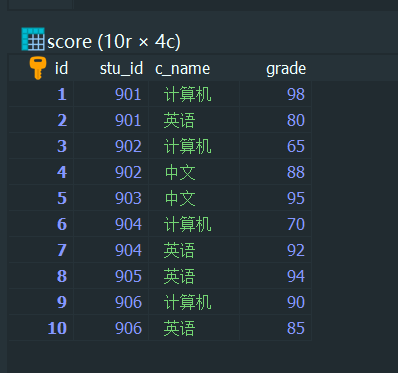 score (10r × 4c)
id stu_id c_name grade
1 901 计算机 98
2 901 英语 80
3 902 计算机 65
4 902 中文 88
5 903 中文 95
6 904 计算机 70
7 904 英语 92
8 905 英语 94
9 906 计算机 90
10 906 英语 85